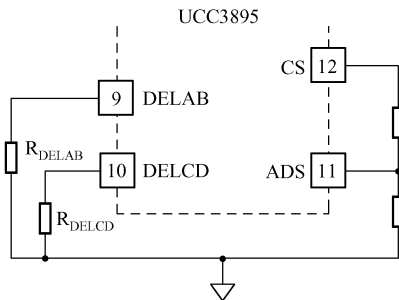 UCC3895
CS 12
9 DELAB
R_DELAB
10 DELCD
ADS 11
R_DELCD